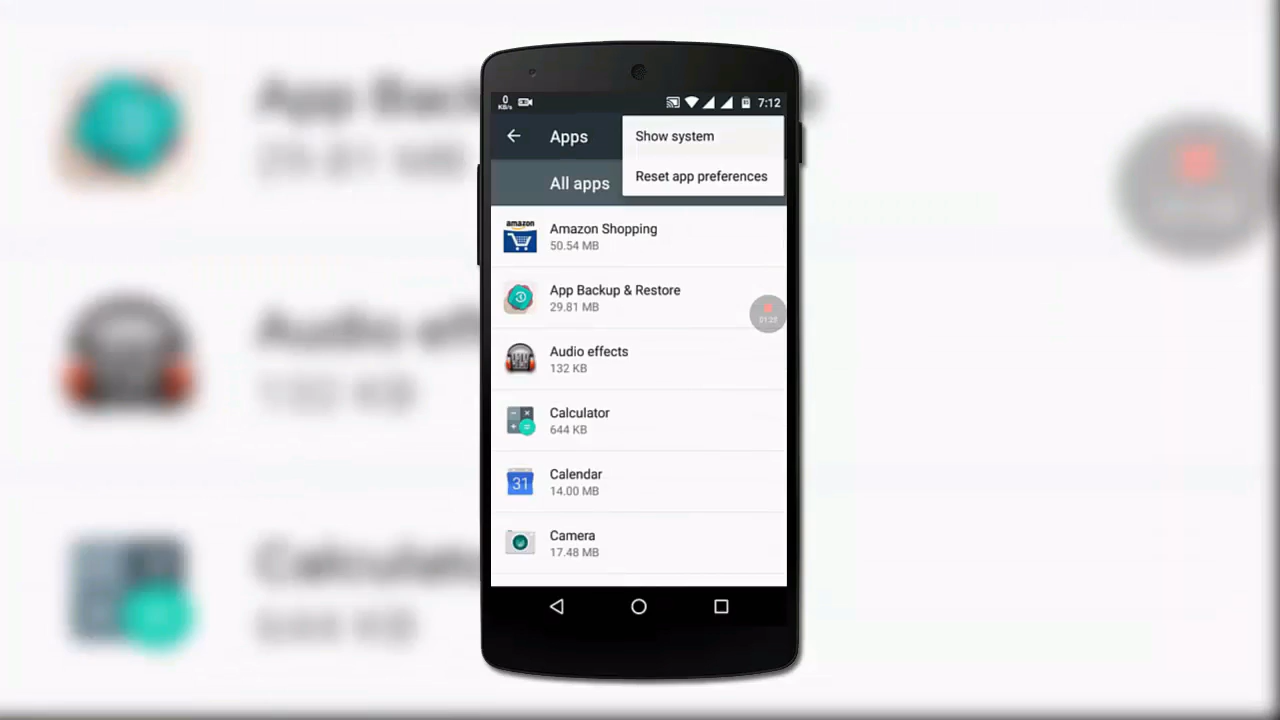 0
KB/s
7:12
Apps
Show system
Reset app preferences
All apps
amazon
Amazon Shopping
50.54 MB
App Backup & Restore
29.81 MB
Audio effects
132 KB
Calculator
644 KB
31
Calendar
14.00 MB
Camera
17.48 MB